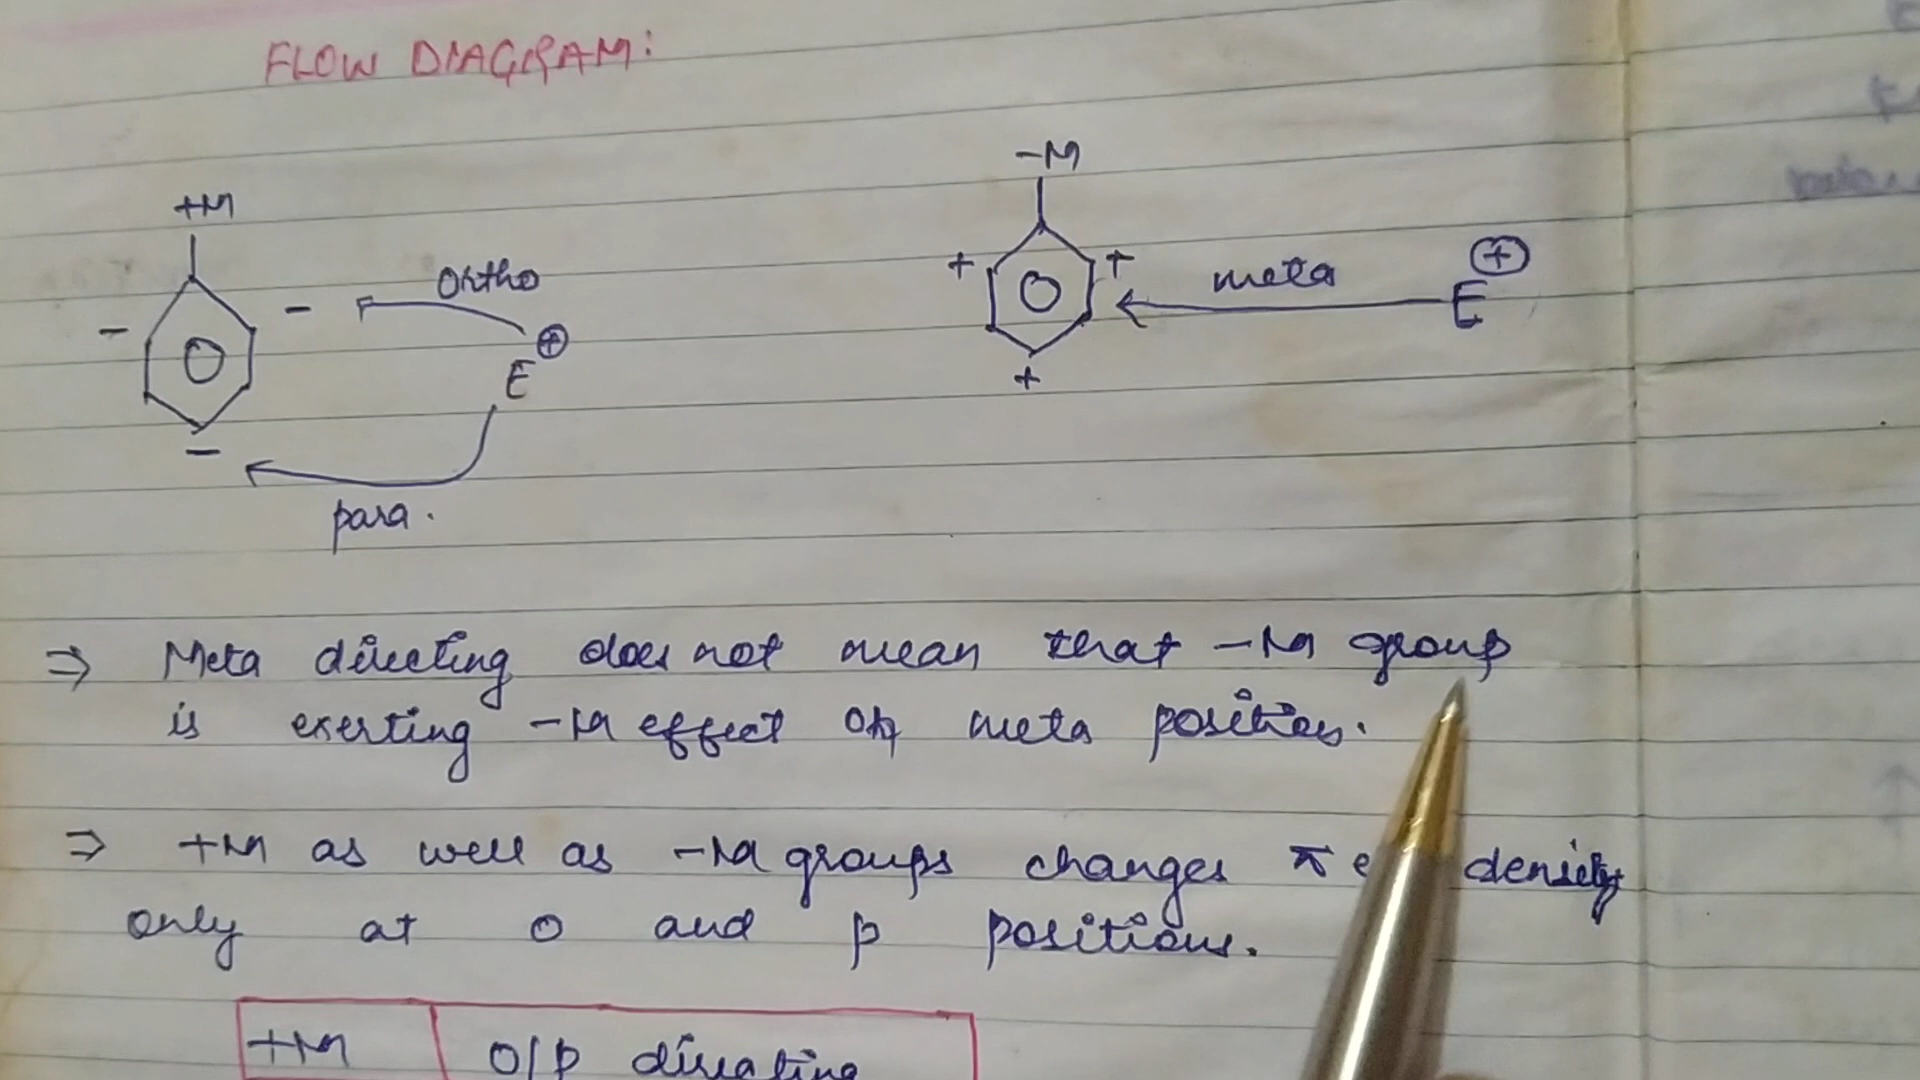 FLOW DIAGRAM:
+M
Ortho
E ⊕
para.
-M
+ +
meta
E ⊕
+
⇒ Meta directing does not mean that -M group
is exerting -M effect on meta position.
⇒ +M as well as -M groups changes π e density
only at o and p positions.
+M O/P directing